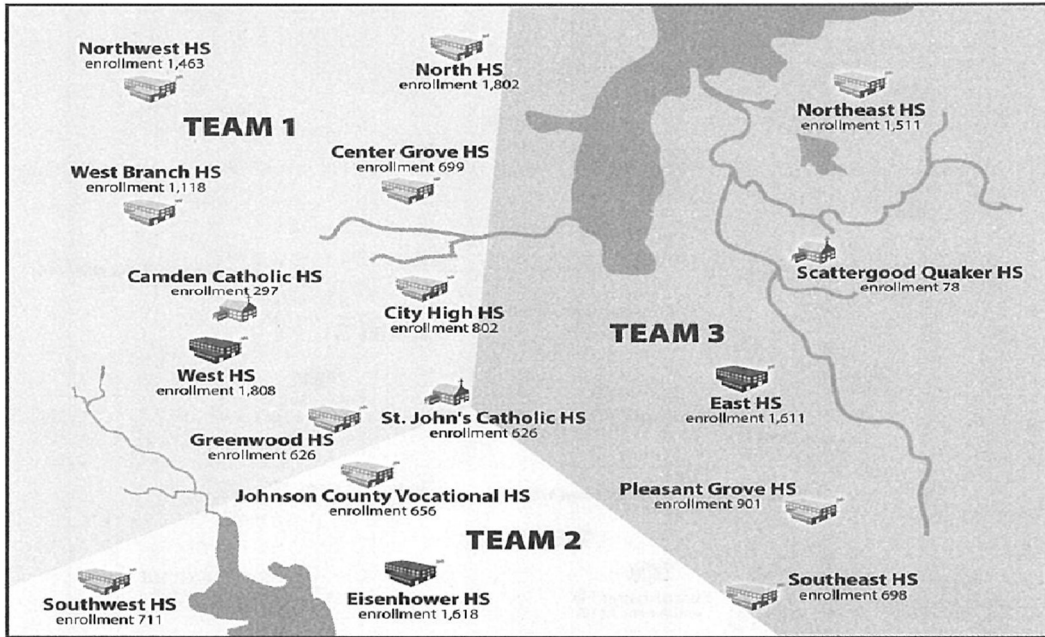 Northwest HS
enrollment 1,463
North HS
enrollment 1,802
Northeast HS
enrollment 1,511
TEAM 1
Center Grove HS
enrollment 699
West Branch HS
enrollment 1,118
Scattergood Quaker HS
enrollment 78
Camden Catholic HS
enrollment 297
City High HS
enrollment 802
TEAM 3
West HS
enrollment 1,808
East HS
enrollment 1,611
St. John's Catholic HS
enrollment 626
Greenwood HS
enrollment 626
Johnson County Vocational HS
enrollment 656
Pleasant Grove HS
enrollment 901
TEAM 2
Southwest HS
enrollment 711
Eisenhower HS
enrollment 1,618
Southeast HS
enrollment 698